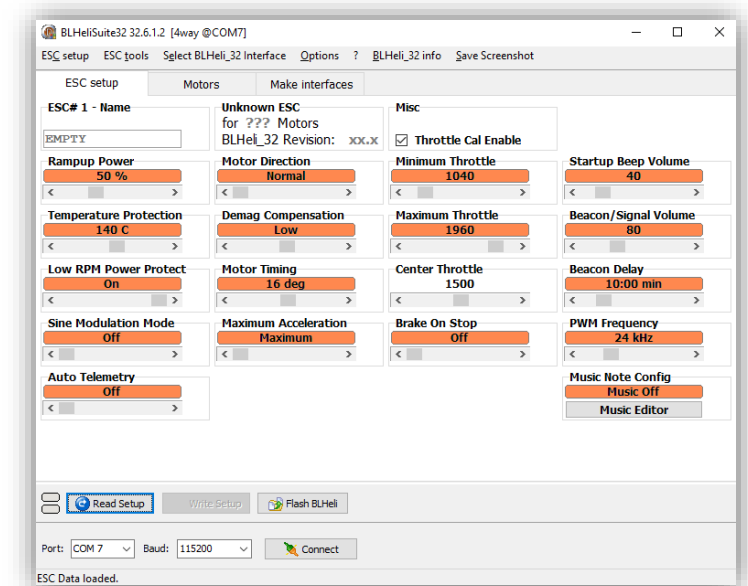 BLHeliSuite32 32.6.1.2 [4way @COM7]
ESC setup ESC tools Select BLHeli_32 Interface Options ? BLHeli_32 info Save Screenshot
ESC setup Motors Make interfaces
ESC# 1 - Name Unknown ESC Misc
for ??? Motors
EMPTY BLHeli_32 Revision: xx.x Throttle Cal Enable
Rampup Power Motor Direction Minimum Throttle Startup Beep Volume
50 % Normal 1040 40
Temperature Protection Demag Compensation Maximum Throttle Beacon/Signal Volume
140 C Low 1960 80
Low RPM Power Protect Motor Timing Center Throttle Beacon Delay
On 16 deg 1500 10:00 min
Sine Modulation Mode Maximum Acceleration Brake On Stop PWM Frequency
Off Maximum Off 24 kHz
Auto Telemetry Music Note Config
Off Music Off
Music Editor
Read Setup Write Setup Flash BLHeli
Port: COM 7 Baud: 115200 Connect
ESC Data loaded.